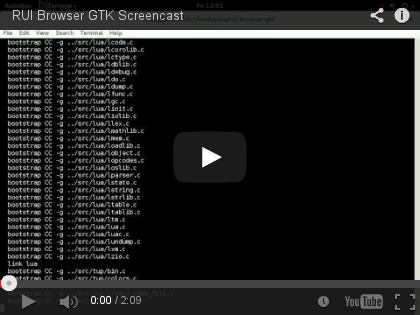 RUI Browser GTK Screencast
File Edit View Search Terminal Help
bootstrap CC -g ../src/lua/lcode.c
bootstrap CC -g ../src/lua/lcorolib.c
bootstrap CC -g ../src/lua/lctype.c
bootstrap CC -g ../src/lua/ldblib.c
bootstrap CC -g ../src/lua/ldebug.c
bootstrap CC -g ../src/lua/ldo.c
bootstrap CC -g ../src/lua/ldump.c
bootstrap CC -g ../src/lua/lfunc.c
bootstrap CC -g ../src/lua/lgc.c
bootstrap CC -g ../src/lua/linit.c
bootstrap CC -g ../src/lua/liolib.c
bootstrap CC -g ../src/lua/llex.c
bootstrap CC -g ../src/lua/lmathlib.c
bootstrap CC -g ../src/lua/lmem.c
bootstrap CC -g ../src/lua/loadlib.c
bootstrap CC -g ../src/lua/lobject.c
bootstrap CC -g ../src/lua/lopcodes.c
bootstrap CC -g ../src/lua/loslib.c
bootstrap CC -g ../src/lua/lparser.c
bootstrap CC -g ../src/lua/lstate.c
bootstrap CC -g ../src/lua/lstring.c
bootstrap CC -g ../src/lua/lstrlib.c
bootstrap CC -g ../src/lua/ltable.c
bootstrap CC -g ../src/lua/ltablib.c
bootstrap CC -g ../src/lua/ltm.c
bootstrap CC -g ../src/lua/lua.c
bootstrap CC -g ../src/lua/luac.c
bootstrap CC -g ../src/lua/lundump.c
bootstrap CC -g ../src/lua/lvm.c
bootstrap CC -g ../src/lua/lzio.c
link lua
bootstrap CC -g ../src/tup/bin.c
bootstrap CC -g ../src/tup/colors.c
0:00 / 2:09
YouTube